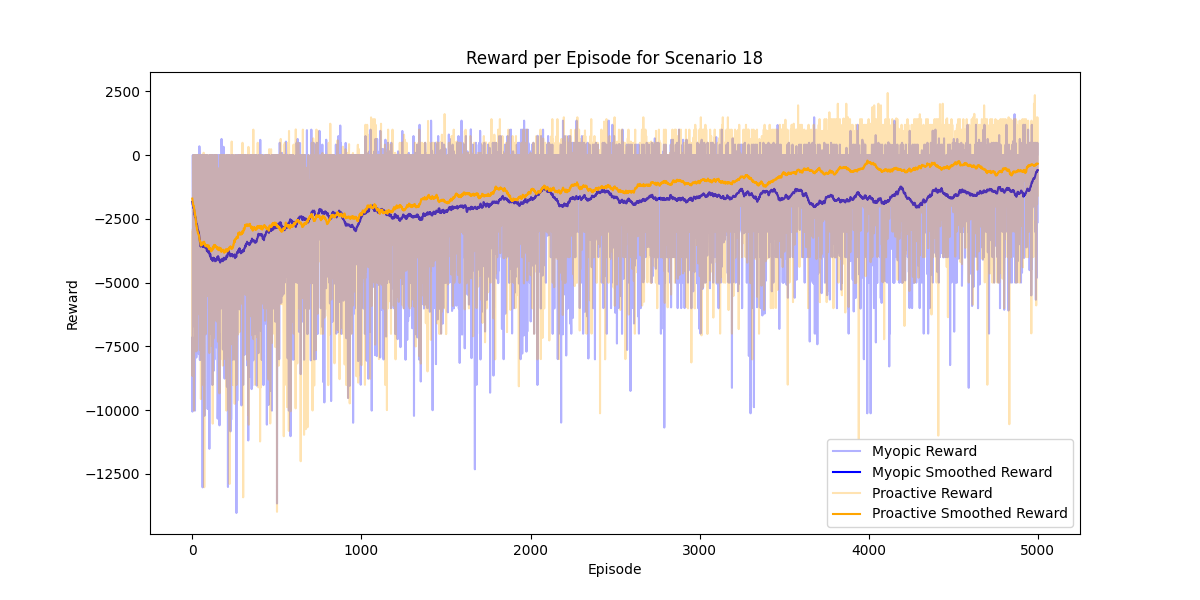 Reward per Episode for Scenario 18
2500
0
−2500
−5000
−7500
−10000
−12500
Reward
0 1000 2000 3000 4000 5000
Episode
Myopic Reward
Myopic Smoothed Reward
Proactive Reward
Proactive Smoothed Reward